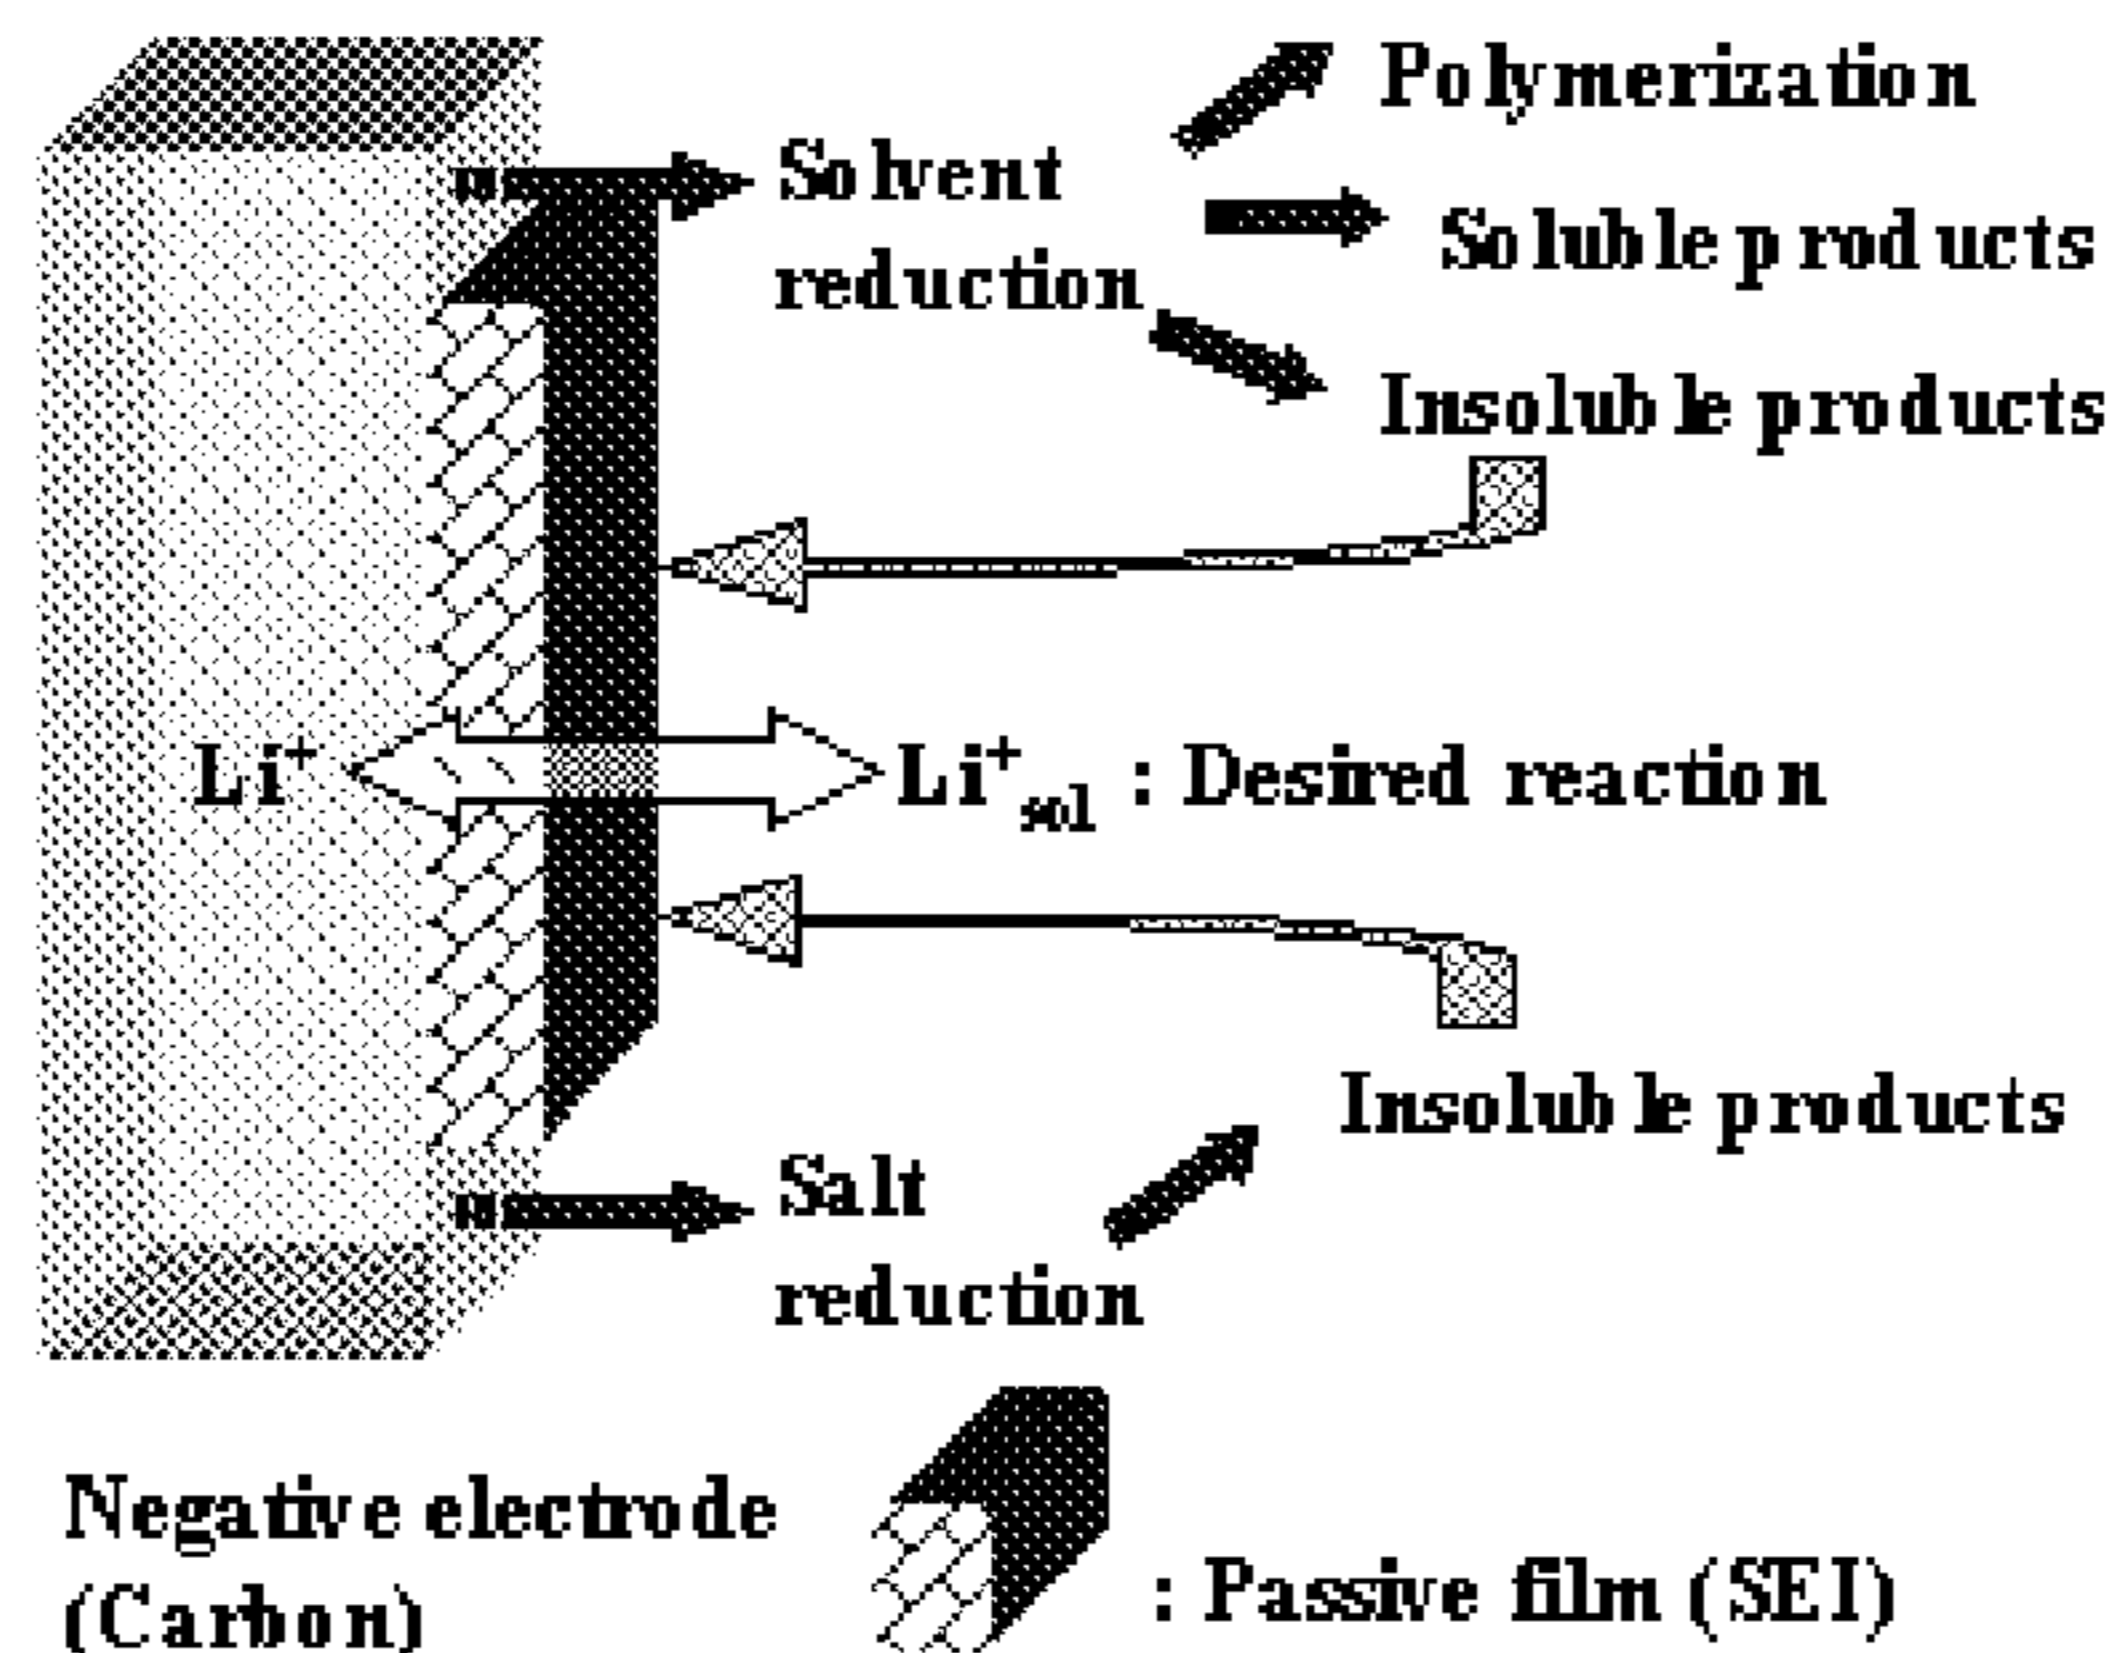 Polymerization
Solvent
reduction
Soluble products
Insoluble products
Li⁺
Li⁺sol : Desired reaction
Insoluble products
Salt
reduction
Negative electrode
(Carbon)
: Passive film (SEI)